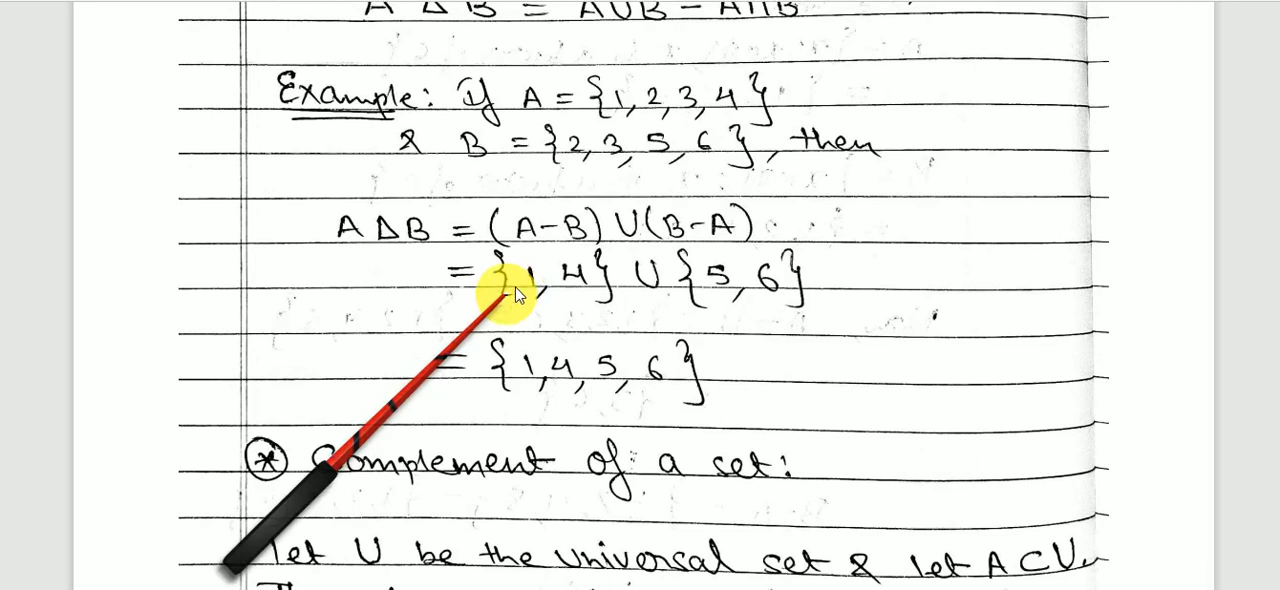 A Δ B = A∪B - A∩B
Example: If A = {1, 2, 3, 4}
& B = {2, 3, 5, 6}, then
A Δ B = (A-B) ∪ (B-A)
= {1, 4} ∪ {5, 6}
= {1, 4, 5, 6}
* Complement of a set:
Let U be the universal set & let A ⊂ U.